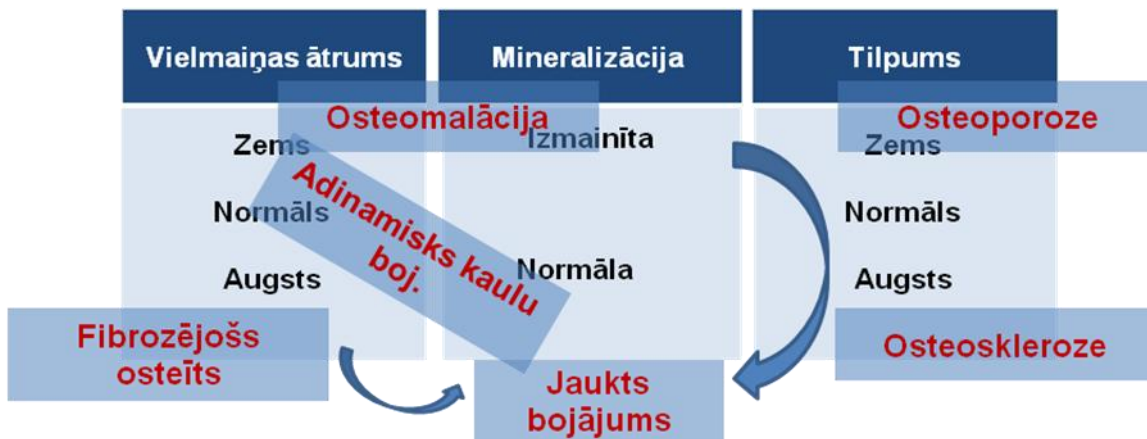 Vielmaiņas ātrums
Mineralizācija
Tilpums
Osteomalācija
Osteoporoze
Zems
Izmainīta
Zems
Adinamisks kaulu
boj.
Normāls
Normāls
Augsts
Normāla
Augsts
Fibrozējošs
osteīts
Osteoskleroze
Jaukts
bojājums